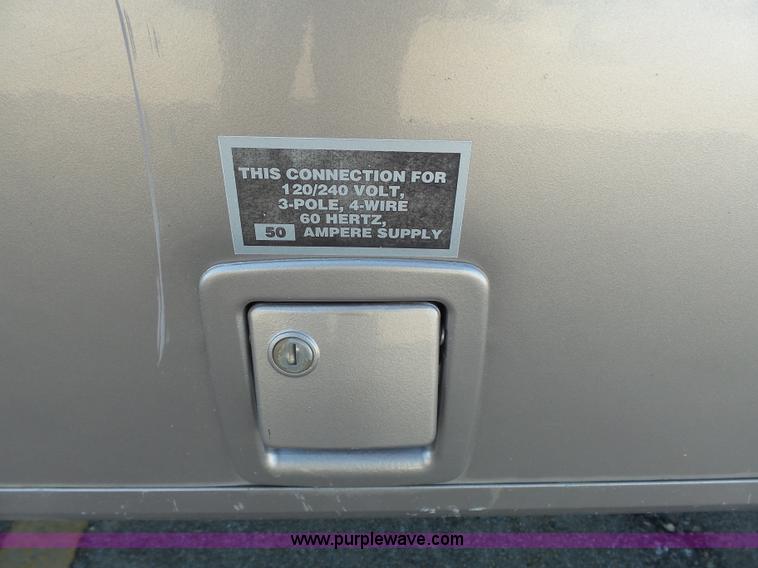 THIS CONNECTION FOR
120/240 VOLT,
3-POLE, 4-WIRE
60 HERTZ,
50 AMPERE SUPPLY
www.purplewave.com